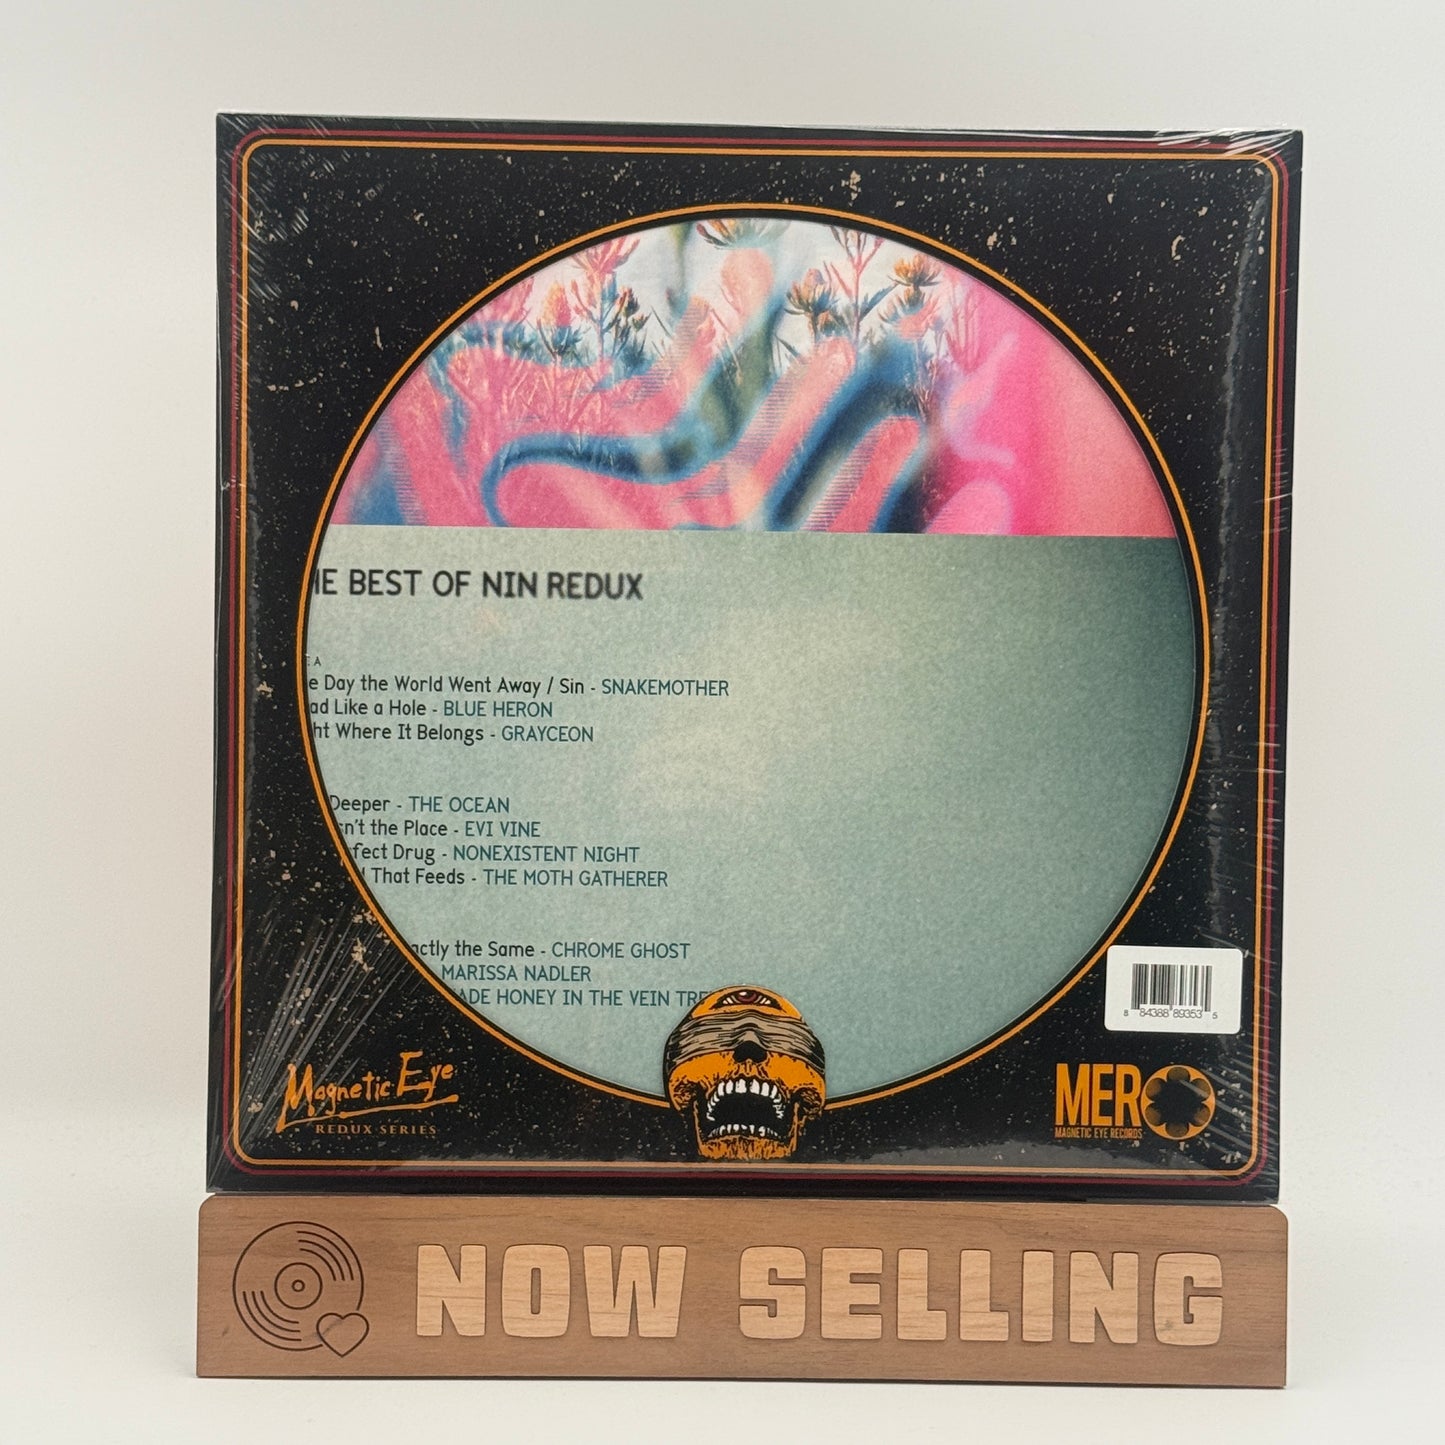 HE BEST OF NIN REDUX
E A
e Day the World Went Away / Sin - SNAKEMOTHER
ad Like a Hole - BLUE HERON
ht Where It Belongs - GRAYCEON
Deeper - THE OCEAN
sn't the Place - EVI VINE
fect Drug - NONEXISTENT NIGHT
d That Feeds - THE MOTH GATHERER
actly the Same - CHROME GHOST
MARISSA NADLER
ADE HONEY IN THE VEIN TRE
8 84388 89353 5
Magnetic Eye
REDUX SERIES
MER
MAGNETIC EYE RECORDS
NOW SELLING